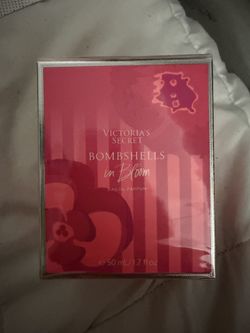 VICTORIA'S
SECRET
BOMBSHELLS
in Bloom
EAU DE PARFUM
e 50 mL / 1.7 fl oz